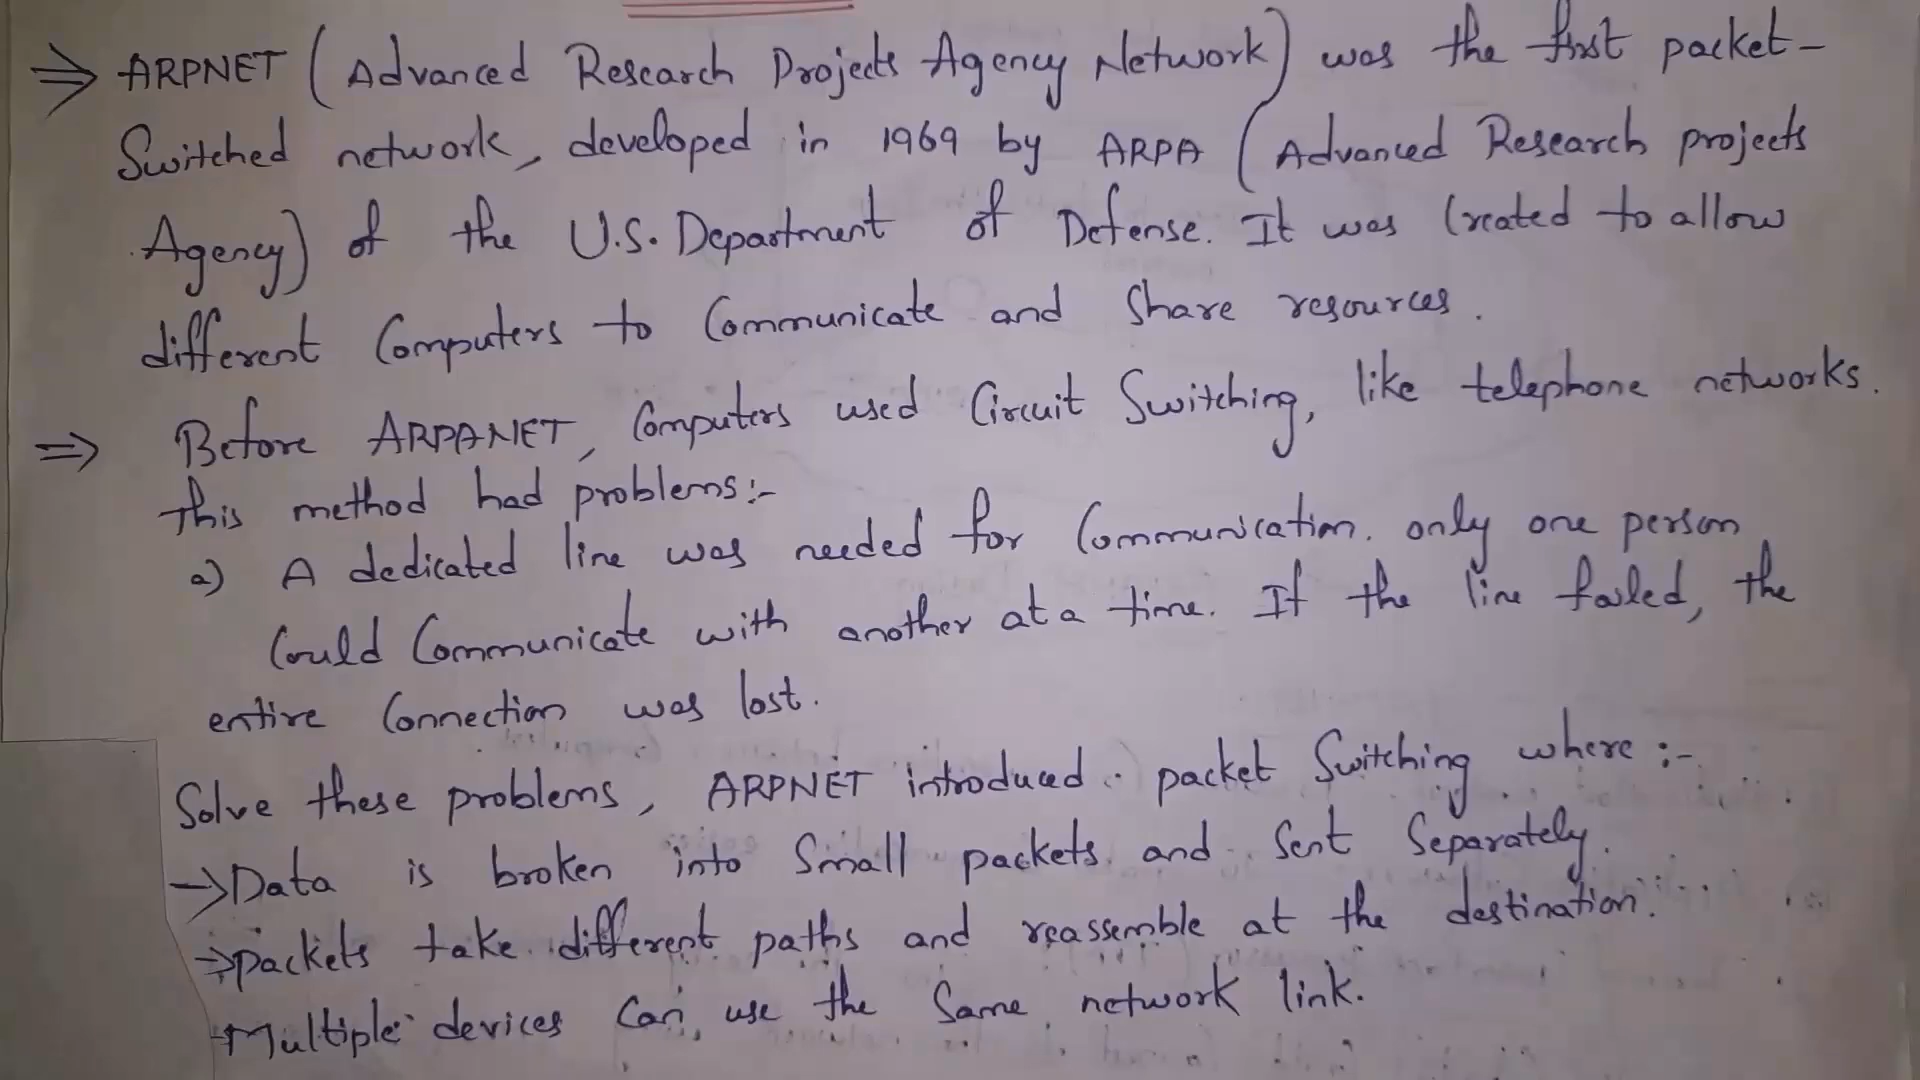 ⇒ ARPNET (Advanced Research Projects Agency Network) was the first packet-
Switched network, developed in 1969 by ARPA (Advanced Research projects
Agency) of the U.S. Department of Defense. It was Created to allow
different Computers to Communicate and Share resources.
⇒ Before ARPANET, Computers used Circuit Switching, like telephone networks.
This method had problems:-
a) A dedicated line was needed for Communication. only one person
Could Communicate with another at a time. If the line failed, the
entire Connection was lost.
Solve these problems, ARPNET introduced packet Switching where :-
→Data is broken into Small packets and Sent Separately.
→packets take different paths and reassemble at the destination.
→Multiple devices Can use the Same network link.